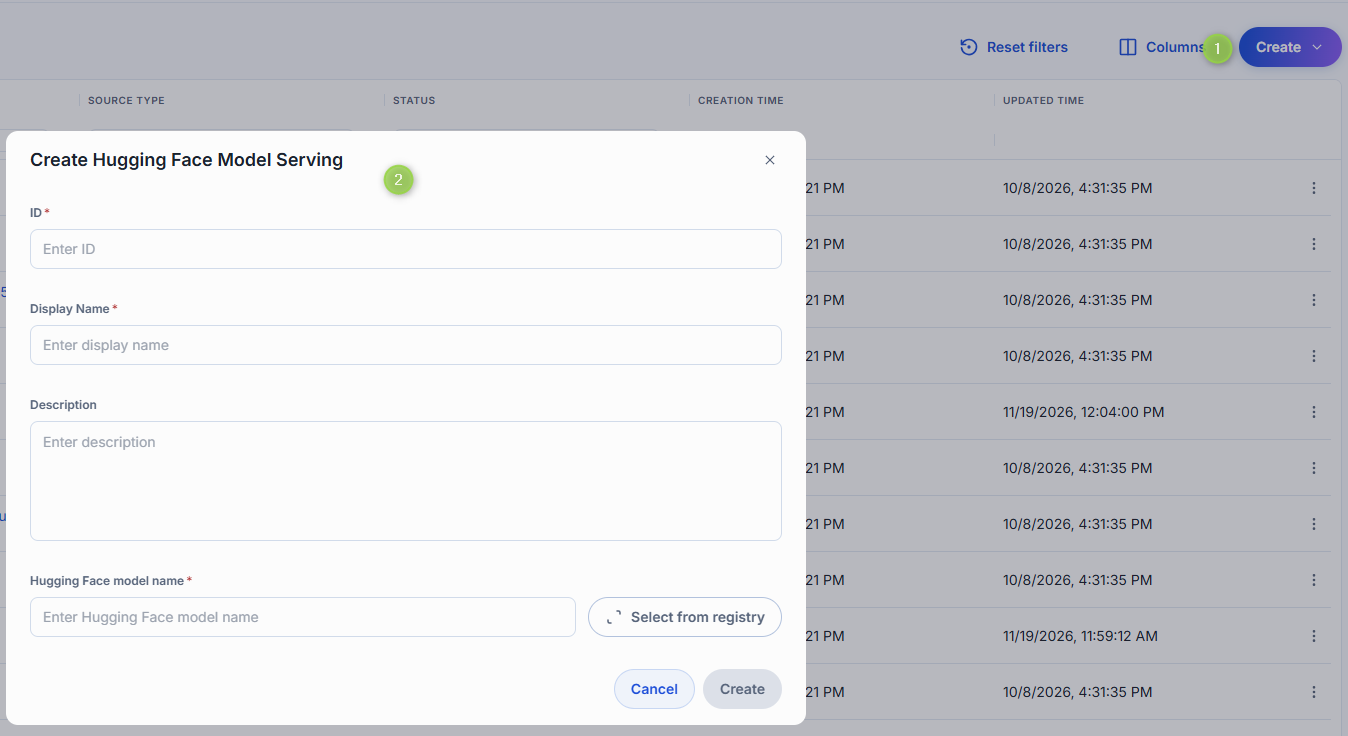 Reset filters Columns 1 Create
SOURCE TYPE STATUS CREATION TIME UPDATED TIME
Create Hugging Face Model Serving
2
21 PM 10/8/2026, 4:31:35 PM
ID *
Enter ID
21 PM 10/8/2026, 4:31:35 PM
5 21 PM 10/8/2026, 4:31:35 PM
Display Name *
Enter display name
21 PM 10/8/2026, 4:31:35 PM
Description
21 PM 11/19/2026, 12:04:00 PM
Enter description
21 PM 10/8/2026, 4:31:35 PM
u 21 PM 10/8/2026, 4:31:35 PM
Hugging Face model name *
21 PM 10/8/2026, 4:31:35 PM
Enter Hugging Face model name Select from registry
21 PM 11/19/2026, 11:59:12 AM
Cancel Create
21 PM 10/8/2026, 4:31:35 PM